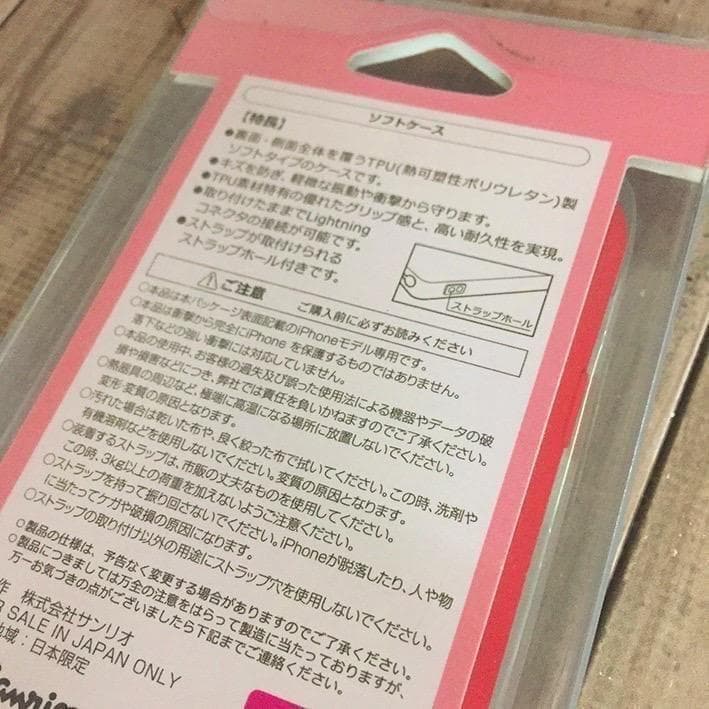 ソフトケース
【特長】
●裏面・側面全体を覆うTPU(熱可塑性ポリウレタン)製
ソフトタイプのケースです。
●キズを防ぎ、軽微な振動や衝撃から守ります。
●TPU素材特有の優れたグリップ感と、高い耐久性を実現。
●取り付けたままでLightning
コネクタの接続が可能です。
●ストラップが取付けられる
ストラップホール付きです。
ストラップホール
ご注意 ご購入前に必ずお読みください
○本品は本パッケージ表面記載のiPhoneモデル専用です。
○本品は衝撃から完全にiPhone を保護するものではありません。
落下などの強い衝撃には対応していません。
○本品の使用中、お客様の過失及び誤った使用法による機器やデータの破
損や損害などにつき、弊社では責任を負いかねますのでご了承ください。
○熱器具の周辺など、極端に高温になる場所に放置しないでください。
変形・変質の原因となります。
○汚れた場合は乾いた布や、良く絞った布で拭いてください。この時、洗剤や
有機溶剤などを使用しないでください。変質の原因となります。
○装着するストラップは、市販の丈夫なものを使用してください。
この時、3kg以上の荷重を加えないようご注意ください。
○ストラップを持って振り回さないでください。iPhoneが脱落したり、人や物
に当たってケガや破損の原因になります。
○ストラップの取り付け以外の用途にストラップ穴を使用しないでください。
○製品の仕様は、予告なく変更する場合がありますのでご了承ください。
○製品につきましては万全の注意をはらって製造に当たっておりますが、
万一お気づきの点がございましたら下記までご連絡ください。
作 株式会社サンリオ
R SALE IN JAPAN ONLY
地域：日本限定
anrio